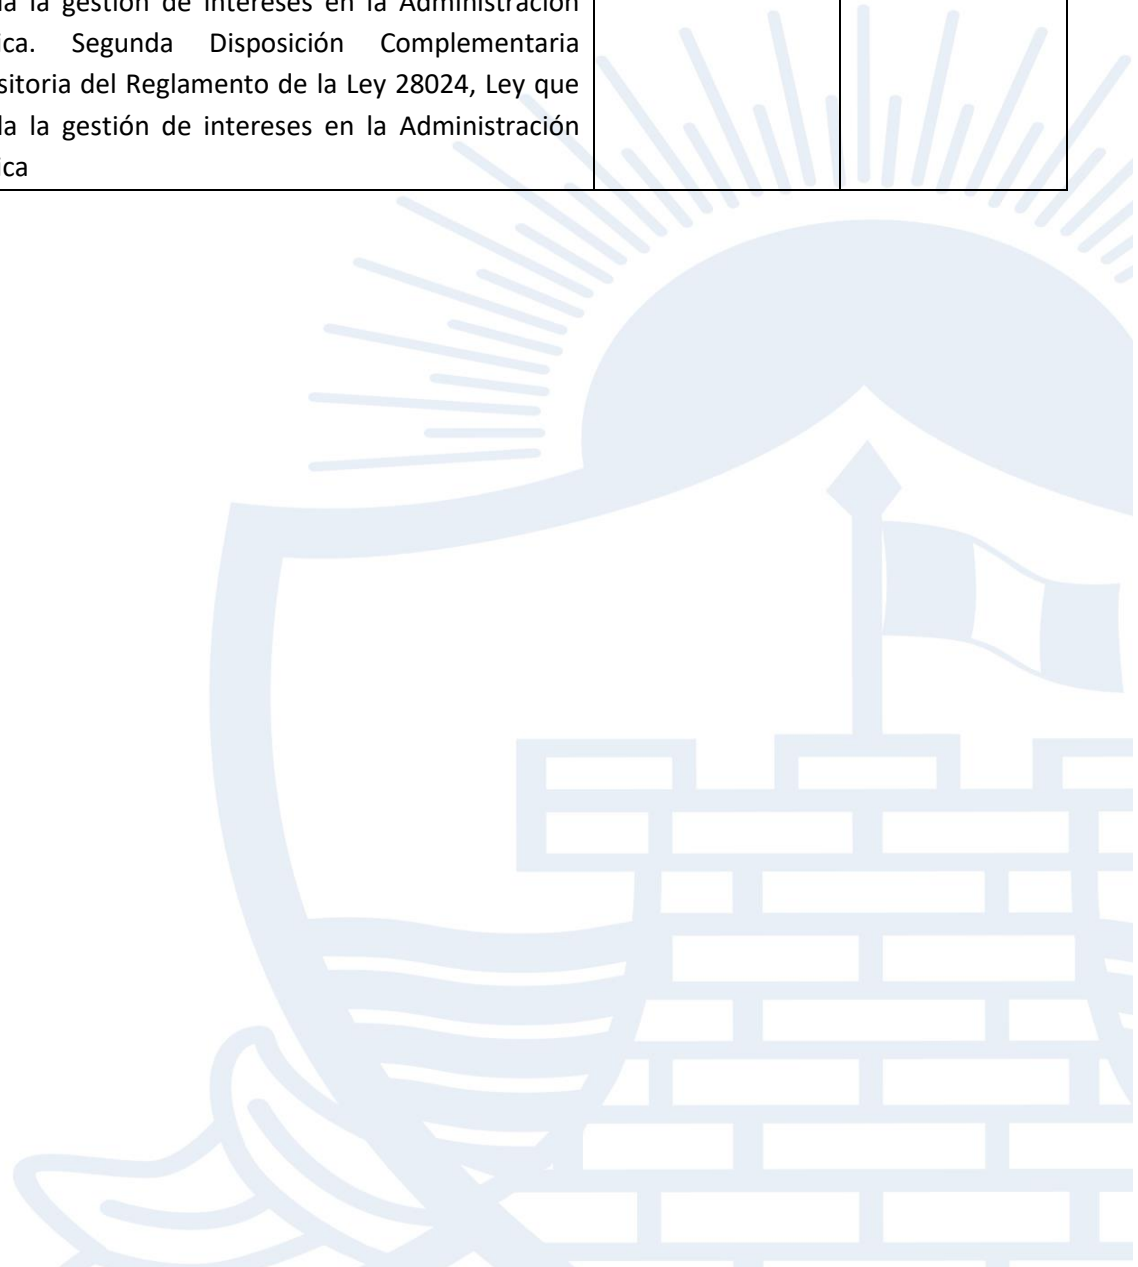 la la gestión de intereses en la Administración
ica. Segunda Disposición Complementaria
sitoria del Reglamento de la Ley 28024, Ley que
la la gestión de intereses en la Administración
ica